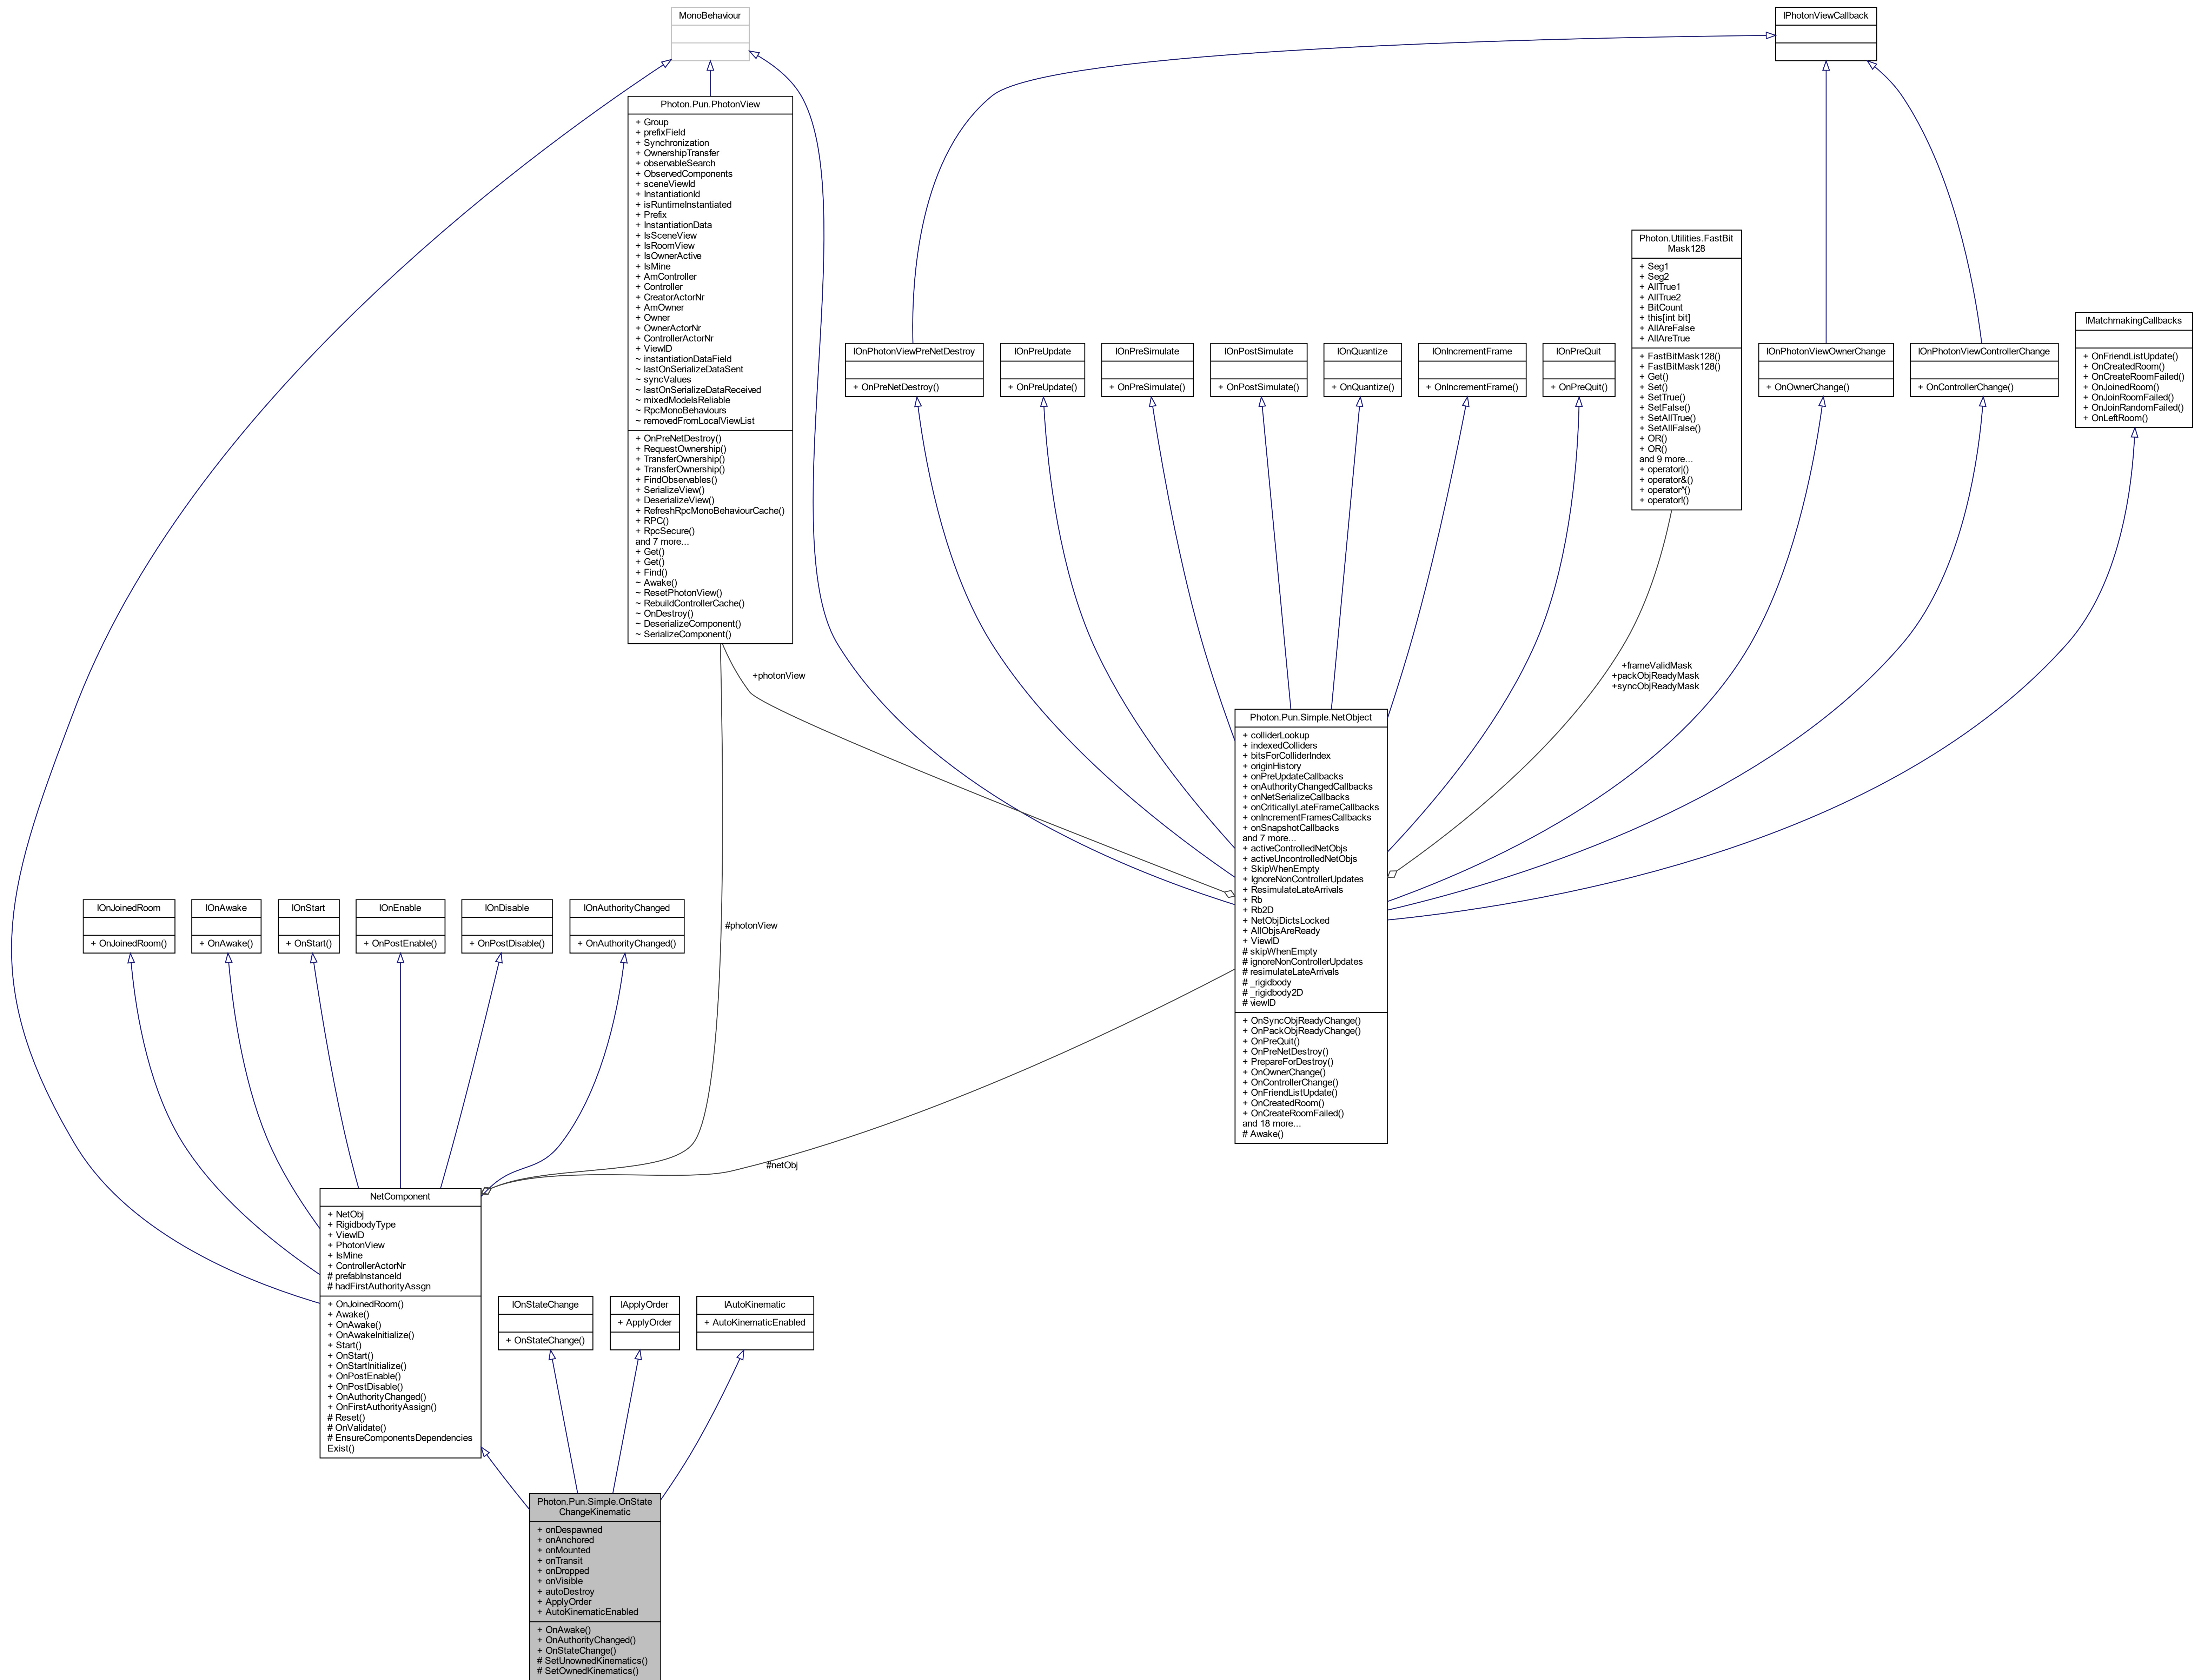 MonoBehaviour
IPhotonViewCallback
Photon.Pun.PhotonView
+ Group
+ prefixField
+ Synchronization
+ OwnershipTransfer
+ observableSearch
+ ObservedComponents
+ sceneViewId
+ InstantiationId
+ isRuntimeInstantiated
+ Prefix
+ InstantiationData
+ IsSceneView
+ IsRoomView
+ IsOwnerActive
+ IsMine
+ AmController
+ Controller
+ CreatorActorNr
+ AmOwner
+ Owner
+ OwnerActorNr
+ ControllerActorNr
+ ViewID
~ instantiationDataField
~ lastOnSerializeDataSent
~ syncValues
~ lastOnSerializeDataReceived
~ mixedModeIsReliable
~ RpcMonoBehaviours
~ removedFromLocalViewList
+ OnPreNetDestroy()
+ RequestOwnership()
+ TransferOwnership()
+ TransferOwnership()
+ FindObservables()
+ SerializeView()
+ DeserializeView()
+ RefreshRpcMonoBehaviourCache()
+ RPC()
+ RpcSecure()
and 7 more...
+ Get()
+ Get()
+ Find()
~ Awake()
~ ResetPhotonView()
~ RebuildControllerCache()
~ OnDestroy()
~ DeserializeComponent()
~ SerializeComponent()
Photon.Utilities.FastBit
Mask128
+ Seg1
+ Seg2
+ AllTrue1
+ AllTrue2
+ BitCount
+ this[int bit]
+ AllAreFalse
+ AllAreTrue
+ FastBitMask128()
+ FastBitMask128()
+ Get()
+ Set()
+ SetTrue()
+ SetFalse()
+ SetAllTrue()
+ SetAllFalse()
+ OR()
+ OR()
and 9 more...
+ operator|()
+ operator&()
+ operator^()
+ operator!()
IMatchmakingCallbacks
+ OnFriendListUpdate()
+ OnCreatedRoom()
+ OnCreateRoomFailed()
+ OnJoinedRoom()
+ OnJoinRoomFailed()
+ OnJoinRandomFailed()
+ OnLeftRoom()
IOnPhotonViewPreNetDestroy
+ OnPreNetDestroy()
IOnPreUpdate
+ OnPreUpdate()
IOnPreSimulate
+ OnPreSimulate()
IOnPostSimulate
+ OnPostSimulate()
IOnQuantize
+ OnQuantize()
IOnIncrementFrame
+ OnIncrementFrame()
IOnPreQuit
+ OnPreQuit()
IOnPhotonViewOwnerChange
+ OnOwnerChange()
IOnPhotonViewControllerChange
+ OnControllerChange()
+photonView
+frameValidMask
+packObjReadyMask
+syncObjReadyMask
Photon.Pun.Simple.NetObject
+ colliderLookup
+ indexedColliders
+ bitsForColliderIndex
+ originHistory
+ onPreUpdateCallbacks
+ onAuthorityChangedCallbacks
+ onNetSerializeCallbacks
+ onCriticallyLateFrameCallbacks
+ onIncrementFramesCallbacks
+ onSnapshotCallbacks
and 7 more...
+ activeControlledNetObjs
+ activeUncontrolledNetObjs
+ SkipWhenEmpty
+ IgnoreNonControllerUpdates
+ ResimulateLateArrivals
+ Rb
+ Rb2D
+ NetObjDictsLocked
+ AllObjsAreReady
+ ViewID
# skipWhenEmpty
# ignoreNonControllerUpdates
# resimulateLateArrivals
# _rigidbody
# _rigidbody2D
# viewID
+ OnSyncObjReadyChange()
+ OnPackObjReadyChange()
+ OnPreQuit()
+ OnPreNetDestroy()
+ PrepareForDestroy()
+ OnOwnerChange()
+ OnControllerChange()
+ OnFriendListUpdate()
+ OnCreatedRoom()
+ OnCreateRoomFailed()
and 18 more...
# Awake()
IOnJoinedRoom
+ OnJoinedRoom()
IOnAwake
+ OnAwake()
IOnStart
+ OnStart()
IOnEnable
+ OnPostEnable()
IOnDisable
+ OnPostDisable()
IOnAuthorityChanged
+ OnAuthorityChanged()
#photonView
#netObj
NetComponent
+ NetObj
+ RigidbodyType
+ ViewID
+ PhotonView
+ IsMine
+ ControllerActorNr
# prefabInstanceId
# hadFirstAuthorityAssgn
+ OnJoinedRoom()
+ Awake()
+ OnAwake()
+ OnAwakeInitialize()
+ Start()
+ OnStart()
+ OnStartInitialize()
+ OnPostEnable()
+ OnPostDisable()
+ OnAuthorityChanged()
+ OnFirstAuthorityAssign()
# Reset()
# OnValidate()
# EnsureComponentsDependencies
Exist()
IOnStateChange
+ OnStateChange()
IApplyOrder
+ ApplyOrder
IAutoKinematic
+ AutoKinematicEnabled
Photon.Pun.Simple.OnState
ChangeKinematic
+ onDespawned
+ onAnchored
+ onMounted
+ onTransit
+ onDropped
+ onVisible
+ autoDestroy
+ ApplyOrder
+ AutoKinematicEnabled
+ OnAwake()
+ OnAuthorityChanged()
+ OnStateChange()
# SetUnownedKinematics()
# SetOwnedKinematics()